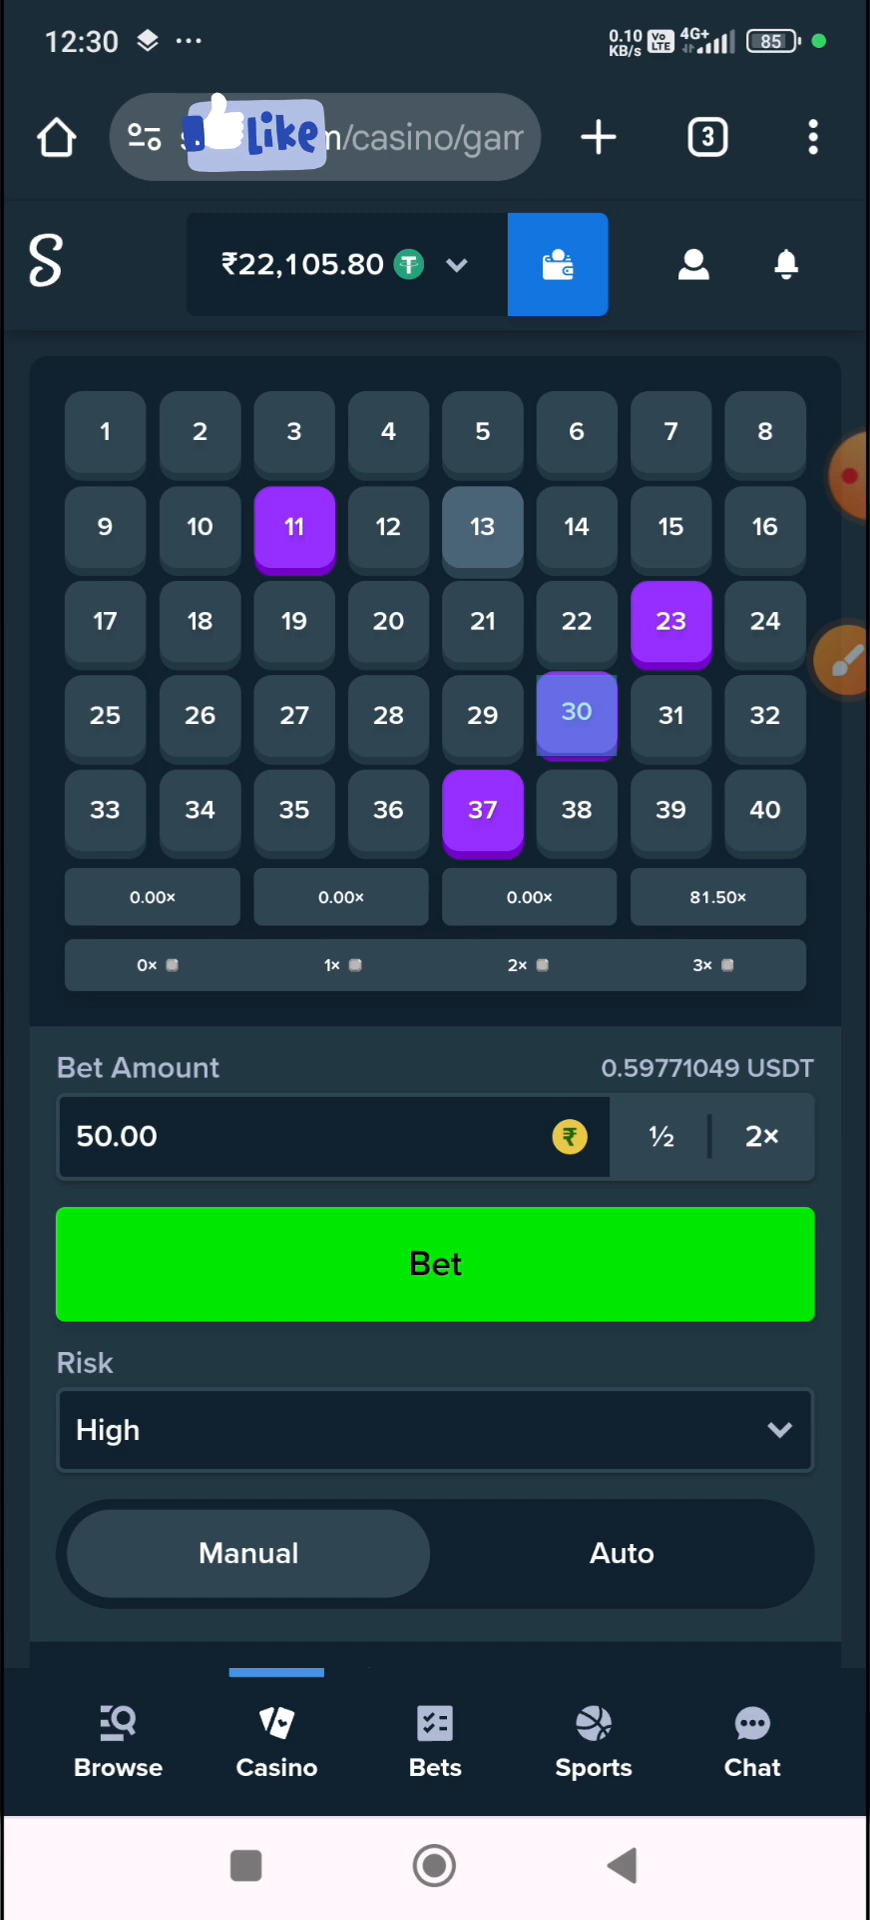 12:30
0.10 KB/s Vo LTE 4G+ 85
like /casino/gam 3
S ₹22,105.80
1 2 3 4 5 6 7 8
9 10 11 12 13 14 15 16
17 18 19 20 21 22 23 24
25 26 27 28 29 30 31 32
33 34 35 36 37 38 39 40
0.00× 0.00× 0.00× 81.50×
0× 1× 2× 3×
Bet Amount 0.59771049 USDT
50.00 ₹ ½ 2×
Bet
Risk
High
Manual Auto
Browse Casino Bets Sports Chat